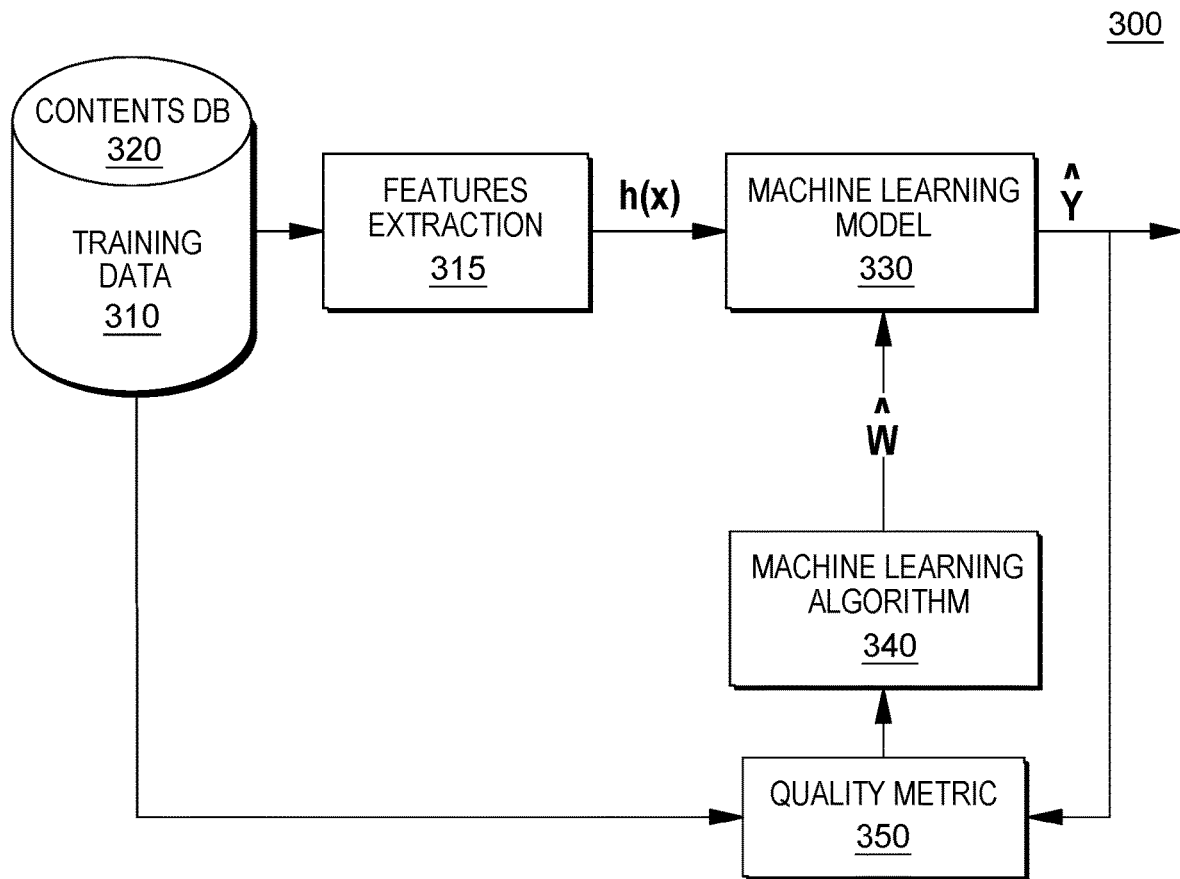 300
CONTENTS DB
320
TRAINING
DATA
310
FEATURES
EXTRACTION
315
h(x)
MACHINE LEARNING
MODEL
330
Ŷ
Ŵ
MACHINE LEARNING
ALGORITHM
340
QUALITY METRIC
350